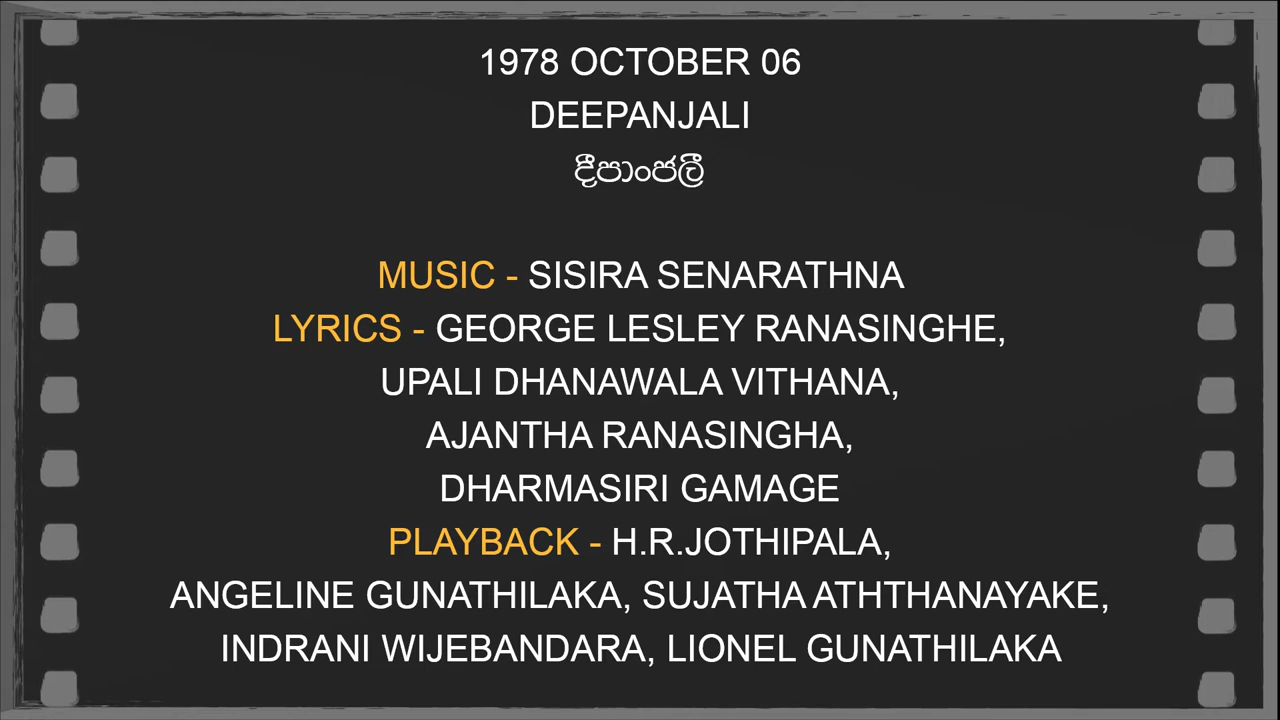 1978 OCTOBER 06
DEEPANJALI
දීපාංජලී
MUSIC - SISIRA SENARATHNA
LYRICS - GEORGE LESLEY RANASINGHE,
UPALI DHANAWALA VITHANA,
AJANTHA RANASINGHA,
DHARMASIRI GAMAGE
PLAYBACK - H.R.JOTHIPALA,
ANGELINE GUNATHILAKA, SUJATHA ATHTHANAYAKE,
INDRANI WIJEBANDARA, LIONEL GUNATHILAKA